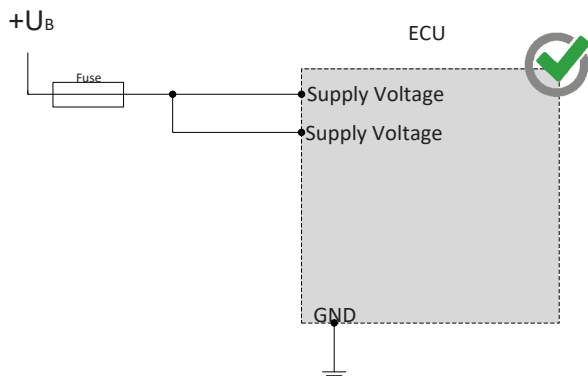 +UB
ECU
Fuse
Supply Voltage
Supply Voltage
GND